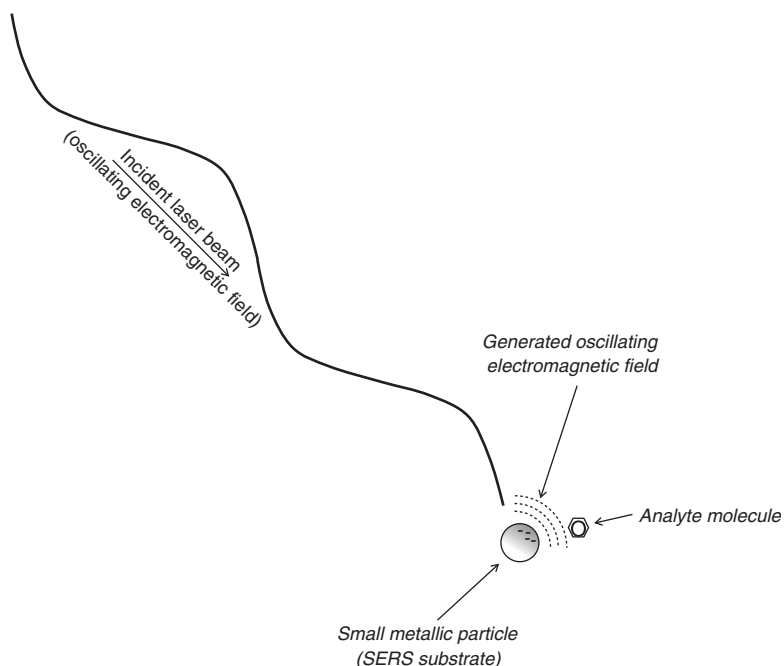 Incident laser beam
(oscillating electromagnetic field)
Generated oscillating
electromagnetic field
Analyte molecule
Small metallic particle
(SERS substrate)